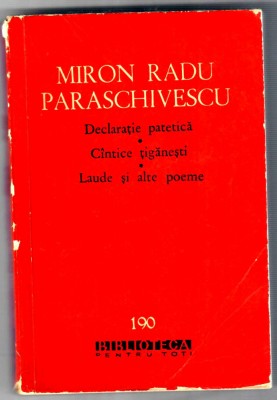 MIRON RADU
PARASCHIVESCU
Declarație patetică
•
Cîntice țigănești
•
Laude și alte poeme
190
BIBLIOTECA
PENTRU TOȚI